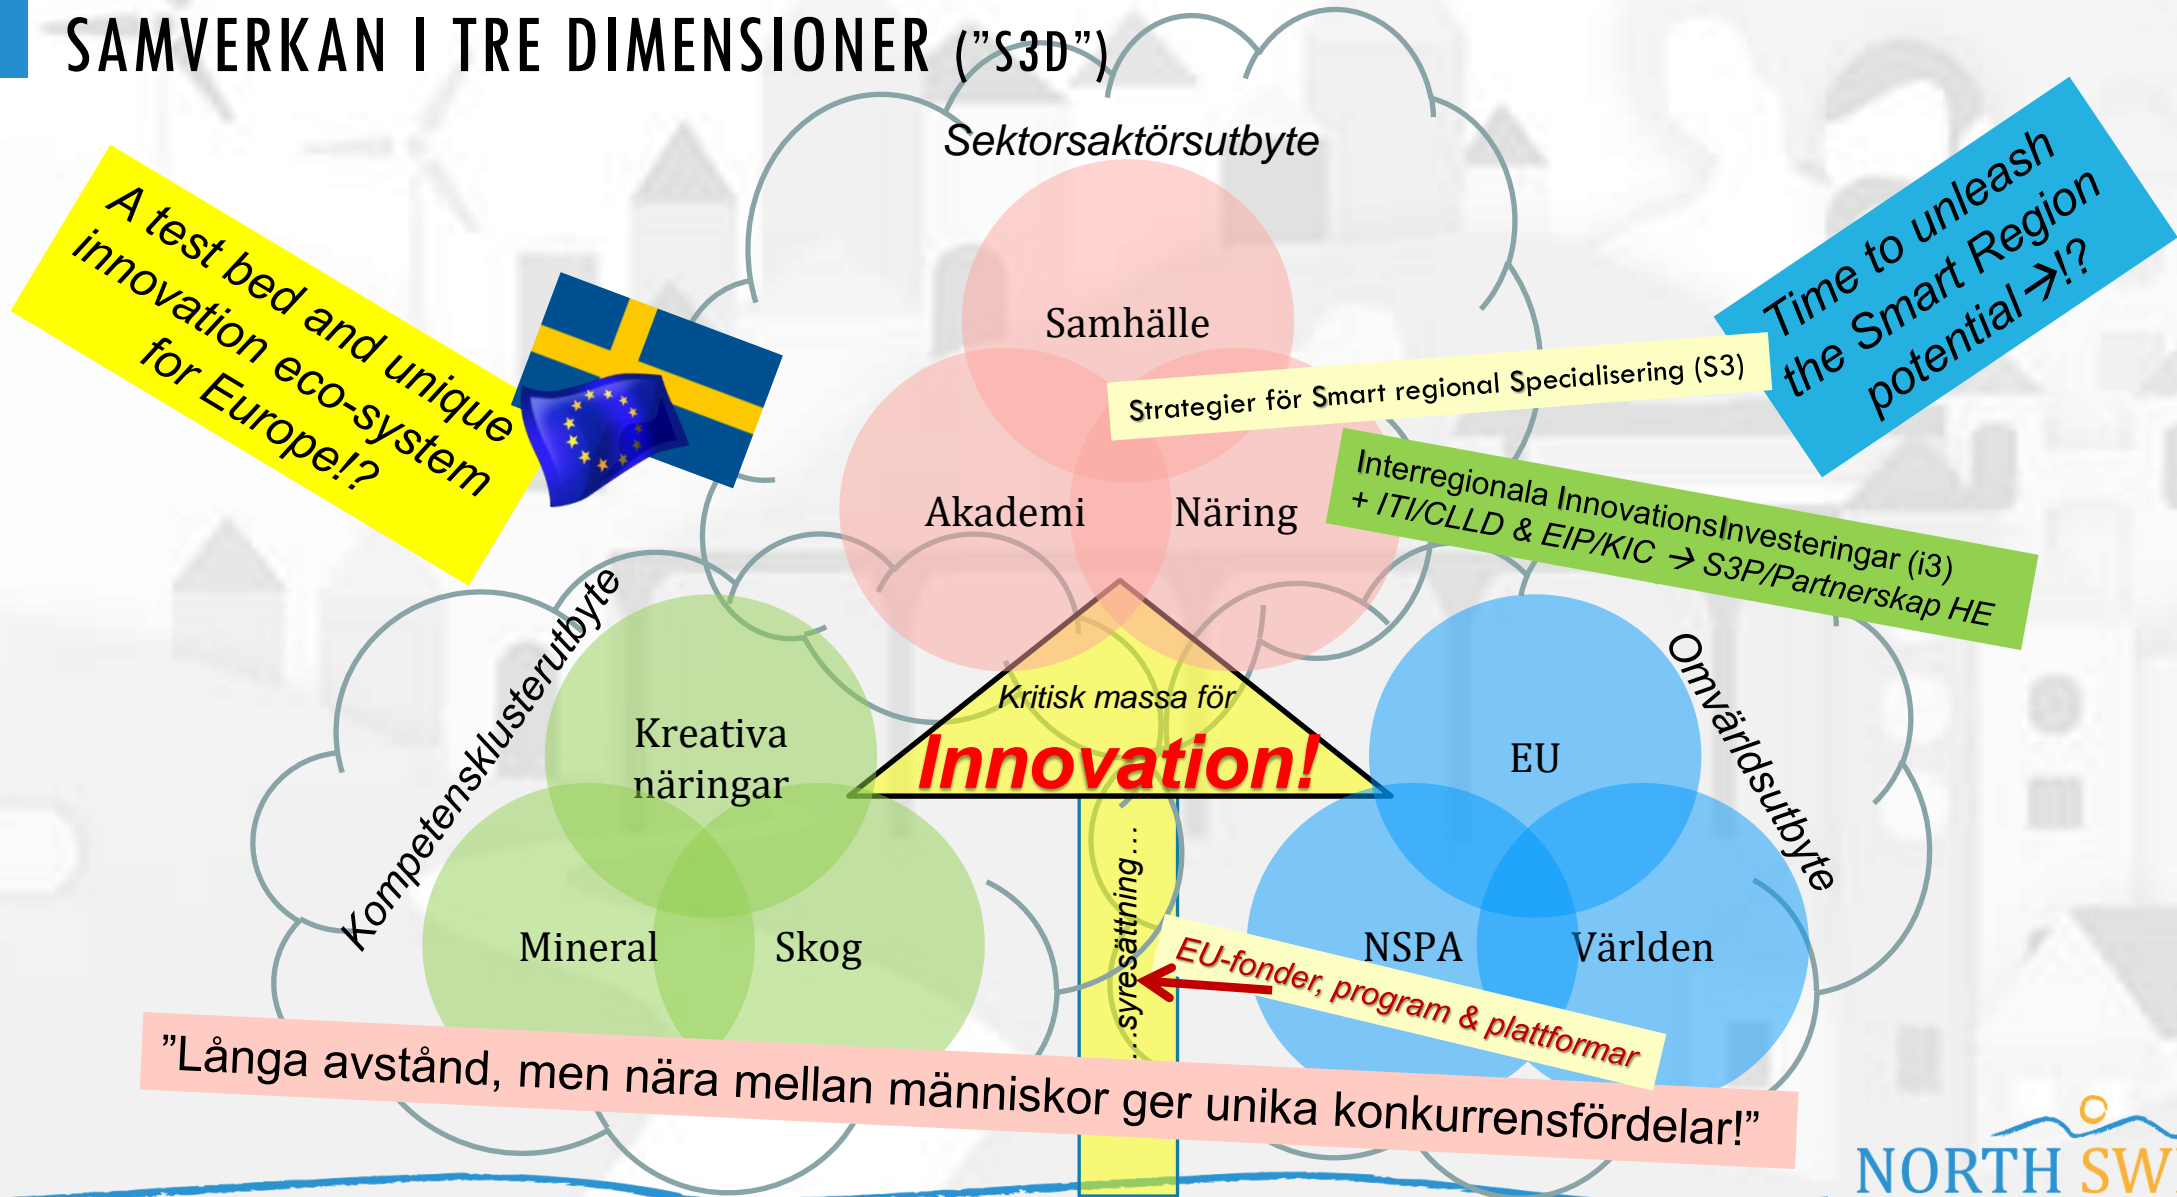 SAMVERKAN I TRE DIMENSIONER (”S3D”)
Sektorsaktörsutbyte
A test bed and unique
innovation eco-system
for Europe!?
Time to unleash
the Smart Region
potential→!?
Samhälle
Akademi
Näring
Strategier för Smart regional Specialisering (S3)
Interregionala InnovationsInvesteringar (i3)
+ ITI/CLLD & EIP/KIC → S3P/Partnerskap HE
Kompetensklusterutbyte
Kreativa
näringar
Mineral
Skog
Kritisk massa för
Innovation!
....syresättning…
Omvärldsutbyte
EU
NSPA
Världen
EU-fonder, program & plattformar
”Långa avstånd, men nära mellan människor ger unika konkurrensfördelar!”
NORTH SW